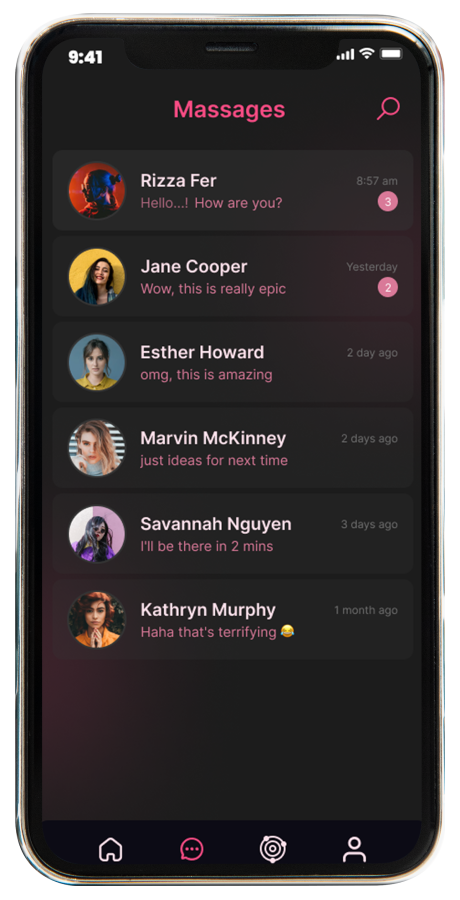 9:41
Massages
Rizza Fer
8:57 am
Hello...! How are you?
3
Jane Cooper
Yesterday
Wow, this is really epic
2
Esther Howard
2 day ago
omg, this is amazing
Marvin McKinney
2 days ago
just ideas for next time
Savannah Nguyen
3 days ago
I'll be there in 2 mins
Kathryn Murphy
1 month ago
Haha that's terrifying 😂